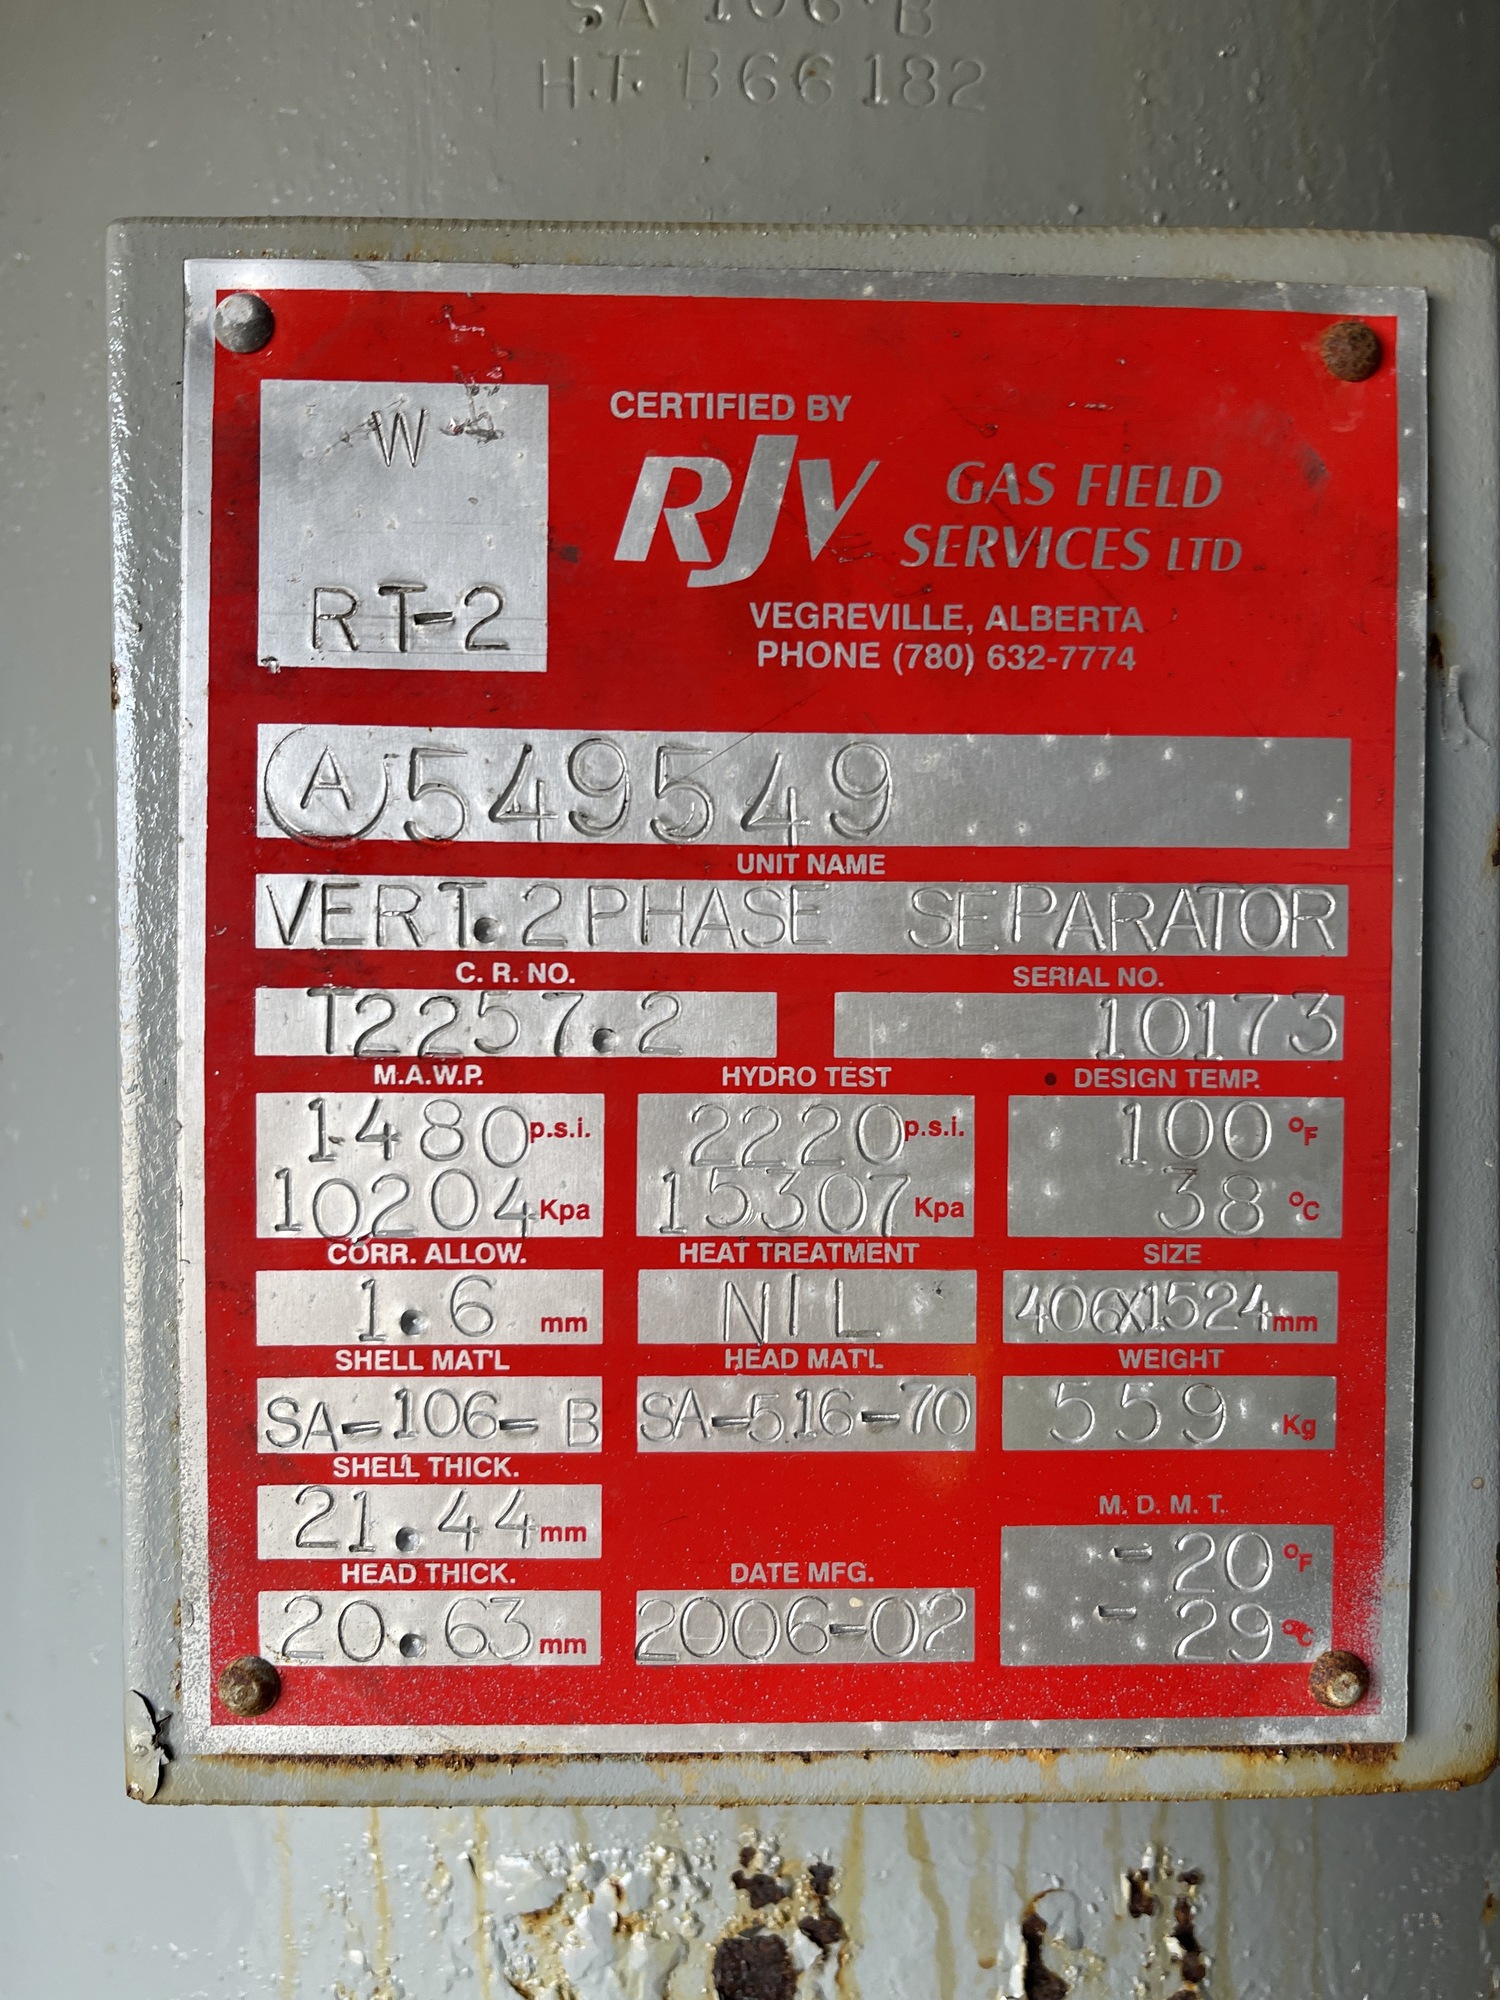 SA-106-B
H.T. B66182
W
RT-2
CERTIFIED BY
RJV GAS FIELD
SERVICES LTD
VEGREVILLE, ALBERTA
PHONE (780) 632-7774
A 549549
UNIT NAME
VERT. 2 PHASE SEPARATOR
C. R. NO. SERIAL NO.
T2257.2 10173
M.A.W.P. HYDRO TEST DESIGN TEMP.
1480 p.s.i. 2220 p.s.i. 100 °F
10204 Kpa 15307 Kpa 38 °C
CORR. ALLOW. HEAT TREATMENT SIZE
1.6 mm NIL 406X1524 mm
SHELL MAT'L HEAD MAT'L WEIGHT
SA-106-B SA-516-70 559 Kg
SHELL THICK.
21.44 mm M. D. M. T.
-20 °F
HEAD THICK. DATE MFG.
20.63 mm 2006-02 -29 °C